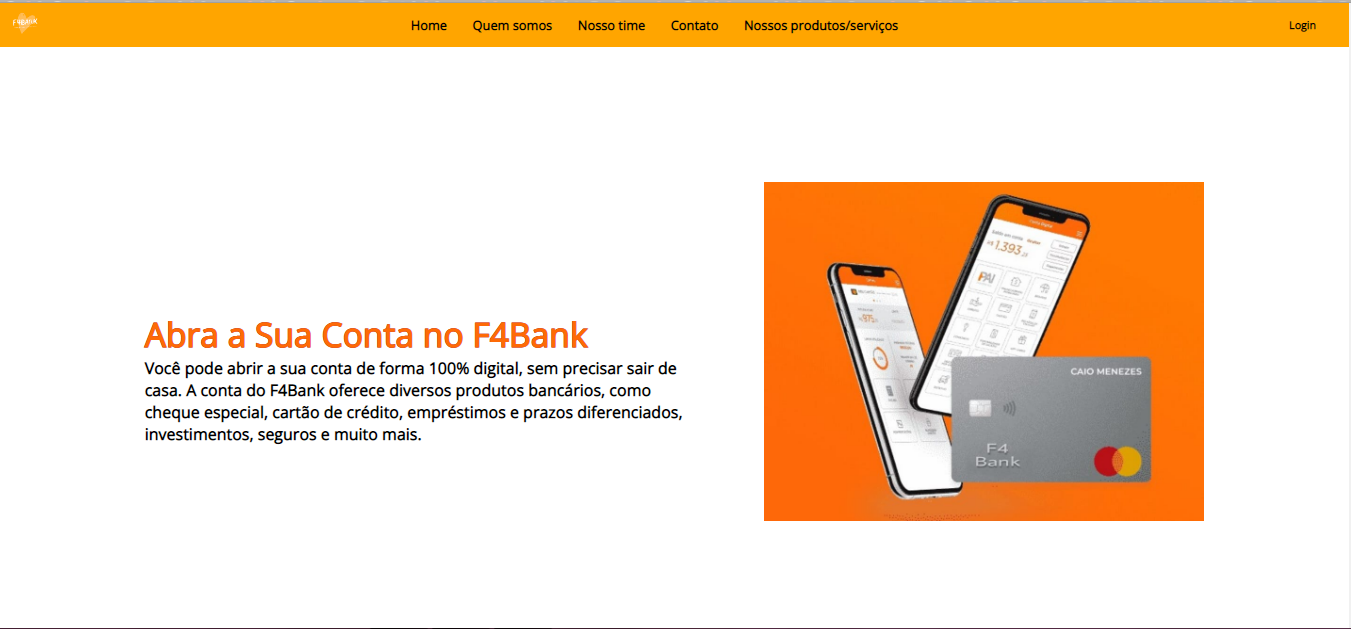 F4BANK
Home
Quem somos
Nosso time
Contato
Nossos produtos/serviços
Login
Abra a Sua Conta no F4Bank
Você pode abrir a sua conta de forma 100% digital, sem precisar sair de
casa. A conta do F4Bank oferece diversos produtos bancários, como
cheque especial, cartão de crédito, empréstimos e prazos diferenciados,
investimentos, seguros e muito mais.
1.393
CAIO MENEZES
F4
Bank